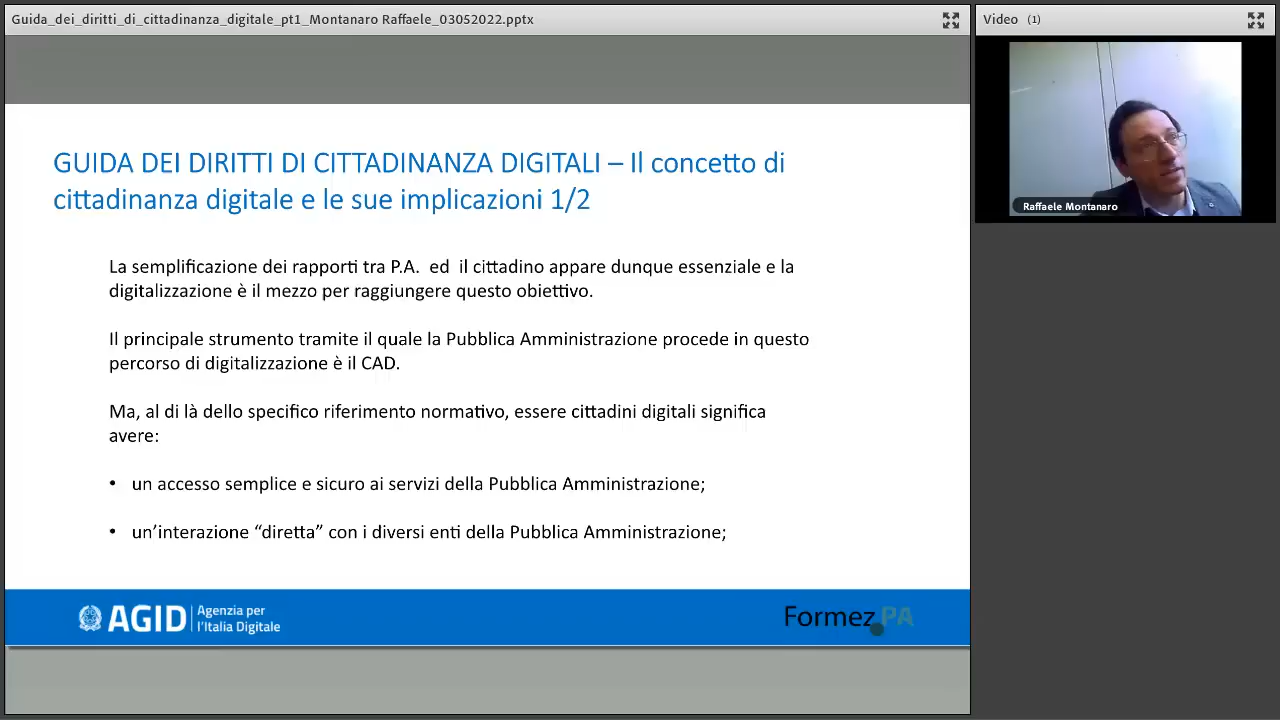 Guida_dei_diritti_di_cittadinanza_digitale_pt1_Montanaro Raffaele_03052022.pptx
Video (1)
Raffaele Montanaro
GUIDA DEI DIRITTI DI CITTADINANZA DIGITALI – Il concetto di
cittadinanza digitale e le sue implicazioni 1/2
La semplificazione dei rapporti tra P.A. ed il cittadino appare dunque essenziale e la
digitalizzazione è il mezzo per raggiungere questo obiettivo.
Il principale strumento tramite il quale la Pubblica Amministrazione procede in questo
percorso di digitalizzazione è il CAD.
Ma, al di là dello specifico riferimento normativo, essere cittadini digitali significa
avere:
• un accesso semplice e sicuro ai servizi della Pubblica Amministrazione;
• un’interazione “diretta” con i diversi enti della Pubblica Amministrazione;
AGID Agenzia per
l'Italia Digitale
Formez PA